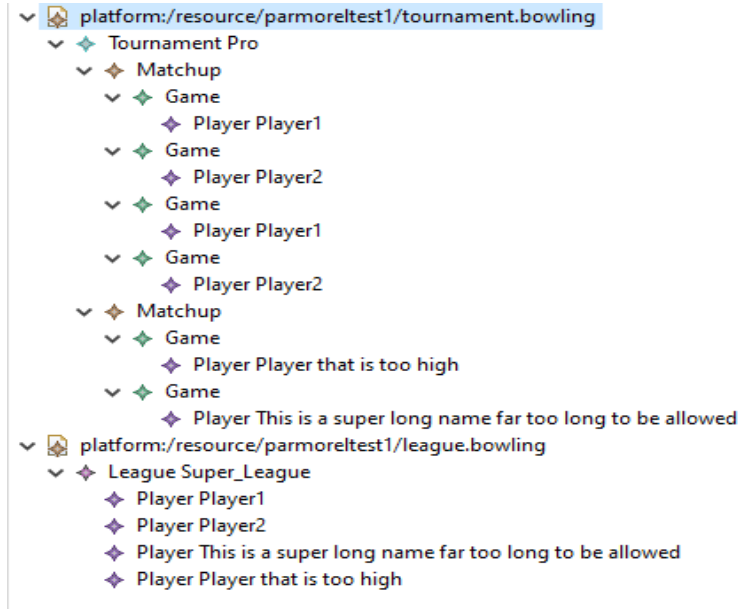 platform:/resource/parmoreltest1/tournament.bowling
Tournament Pro
Matchup
Game
Player Player1
Game
Player Player2
Game
Player Player1
Game
Player Player2
Matchup
Game
Player Player that is too high
Game
Player This is a super long name far too long to be allowed
platform:/resource/parmoreltest1/league.bowling
League Super_League
Player Player1
Player Player2
Player This is a super long name far too long to be allowed
Player Player that is too high